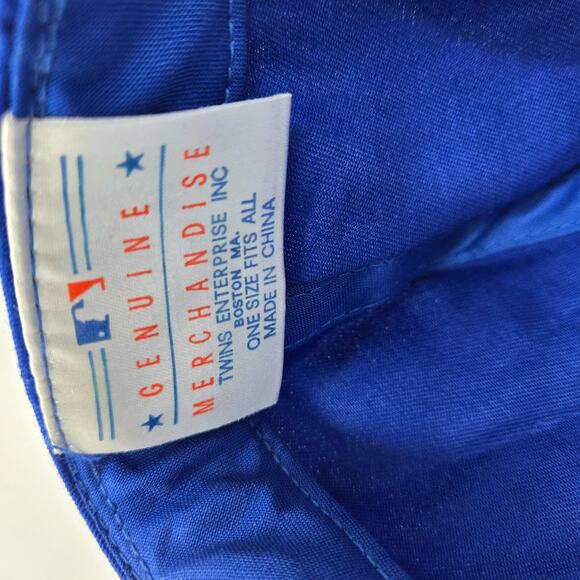 GENUINE
MERCHANDISE
TWINS ENTERPRISE INC
BOSTON MA.
ONE SIZE FITS ALL
MADE IN CHINA